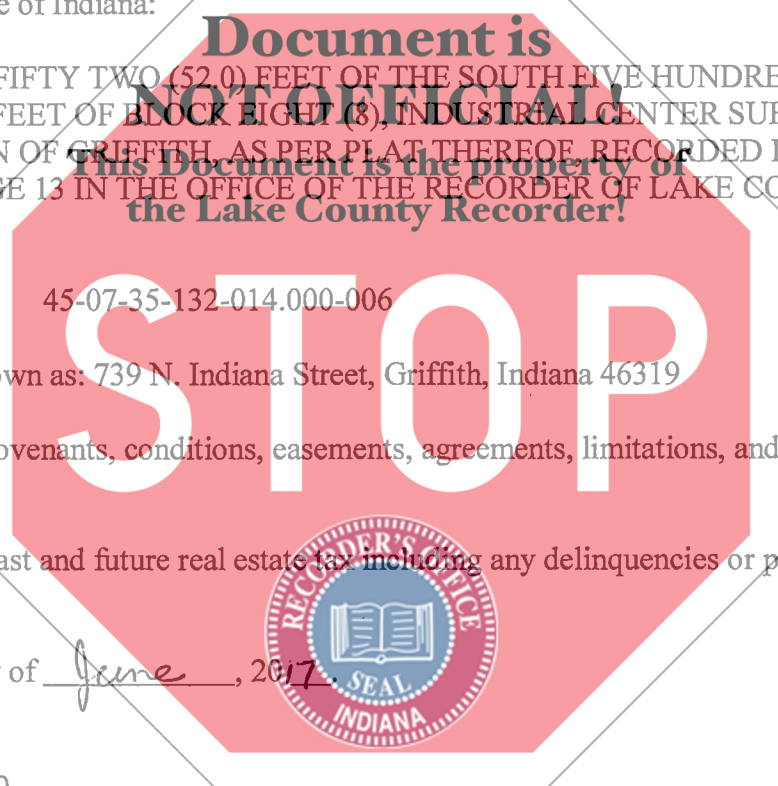 e of Indiana:
Document is
FIFTY TWO (52.0) FEET OF THE SOUTH FIVE HUNDRE
NOT OFFICIAL!
FEET OF BLOCK EIGHT (8), INDUSTRIAL CENTER SU
N OF GRIFFITH, AS PER PLAT THEREOF, RECORDED
This Document is the property of
GE 13 IN THE OFFICE OF THE RECORDER OF LAKE CO
the Lake County Recorder!
45-07-35-132-014.000-006
STOP
own as: 739 N. Indiana Street, Griffith, Indiana 46319
ovenants, conditions, easements, agreements, limitations, and
ast and future real estate tax including any delinquencies or p
RECORDER'S OFFICE
y of June, 2017.
SEAL
INDIANA